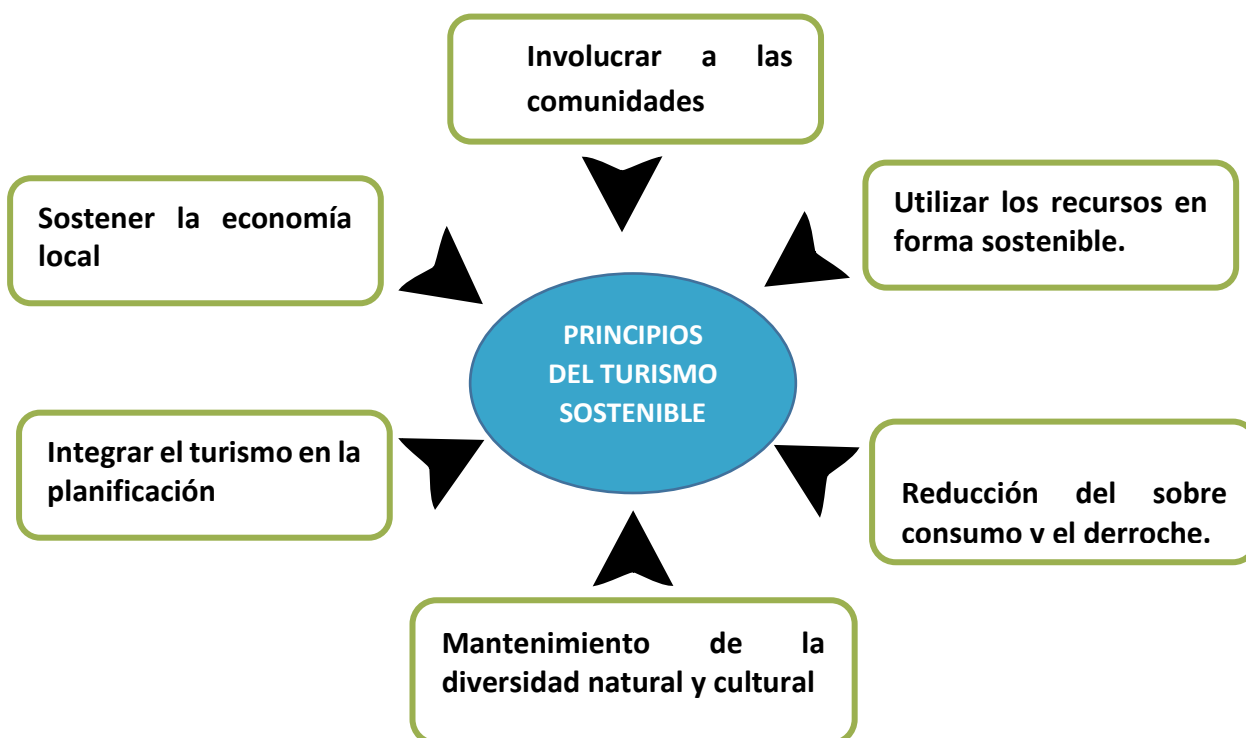 Involucrar a las
comunidades
Sostener la economía
local
Utilizar los recursos en
forma sostenible.
PRINCIPIOS
DEL TURISMO
SOSTENIBLE
Integrar el turismo en la
planificación
Reducción del sobre
consumo y el derroche.
Mantenimiento de la
diversidad natural y cultural